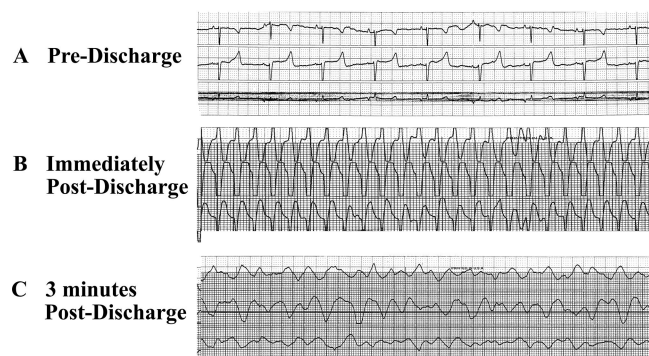 A Pre-Discharge
B Immediately
Post-Discharge
C 3 minutes
Post-Discharge